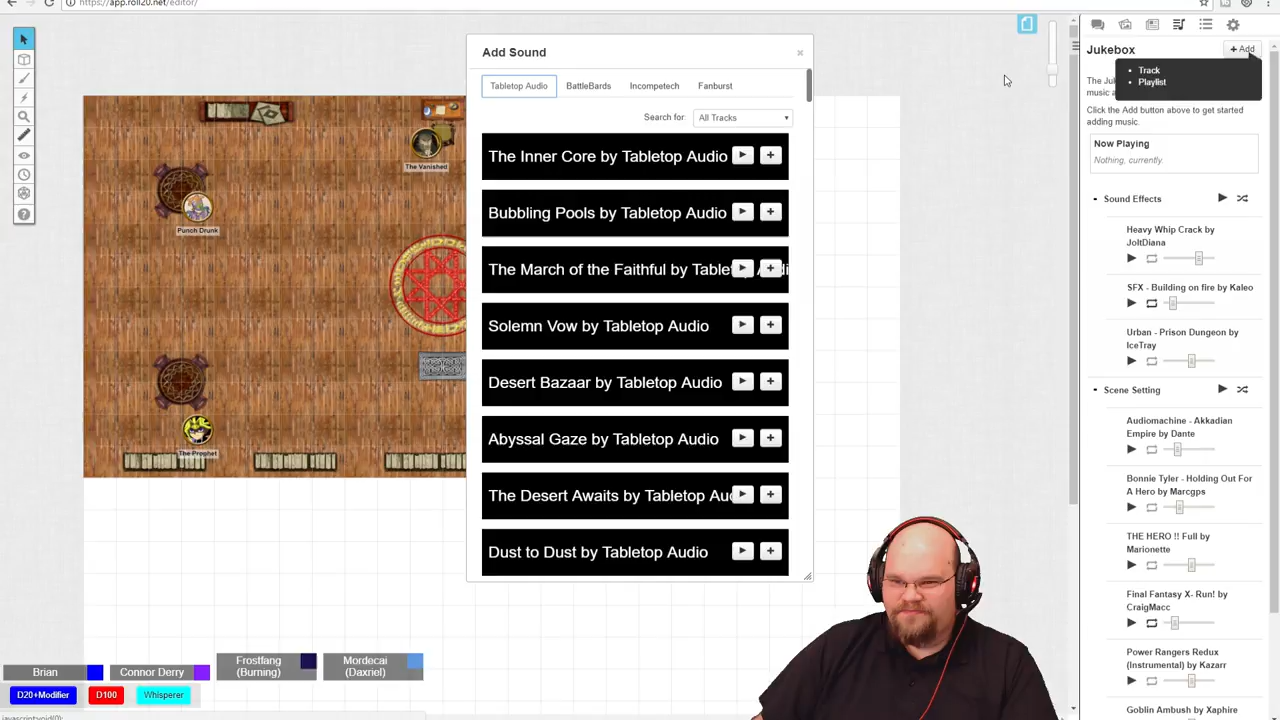 https://app.roll20.net/editor/
Add Sound
×
Tabletop Audio
BattleBards
Incompetech
Fanburst
Search for:
All Tracks
The Inner Core by Tabletop Audio
Bubbling Pools by Tabletop Audio
The March of the Faithful by
Solemn Vow by Tabletop Audio
Desert Bazaar by Tabletop Audio
Abyssal Gaze by Tabletop Audio
The Desert Awaits by Tabletop
Dust to Dust by Tabletop Audio
The Vanished
Punch Drunk
The Prophet
Jukebox
+ Add
Track
Playlist
The
music
Click the Add button above to get started
adding music.
Now Playing
Nothing, currently.
Sound Effects
Heavy Whip Crack by
JoltDiana
SFX - Building on fire by Kaleo
Urban - Prison Dungeon by
IceTray
Scene Setting
Audiomachine - Akkadian
Empire by Dante
Bonnie Tyler - Holding Out For
A Hero by Marcgps
THE HERO !! Full by
Marionette
Final Fantasy X- Run! by
CraigMacc
Power Rangers Redux
(Instrumental) by Kazarr
Goblin Ambush by Xaphire
Brian
Connor Derry
Frostfang
(Burning)
Mordecai
(Daxriel)
D20+Modifier
D100
Whisperer
javascript:void(0);